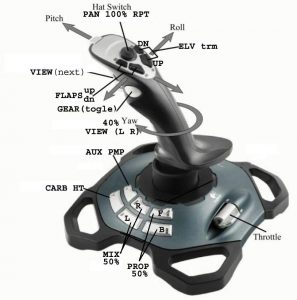 Hat Switch
PAN 100% RPT
Pitch
Roll
DN
ELV trm
UP
VIEW(next)
FLAPS up
dn
GEAR(togle)
40%
Yaw
VIEW (L R)
AUX PMP
CARB HT
R
L
F
B
Throttle
MIX
50%
PROP
50%